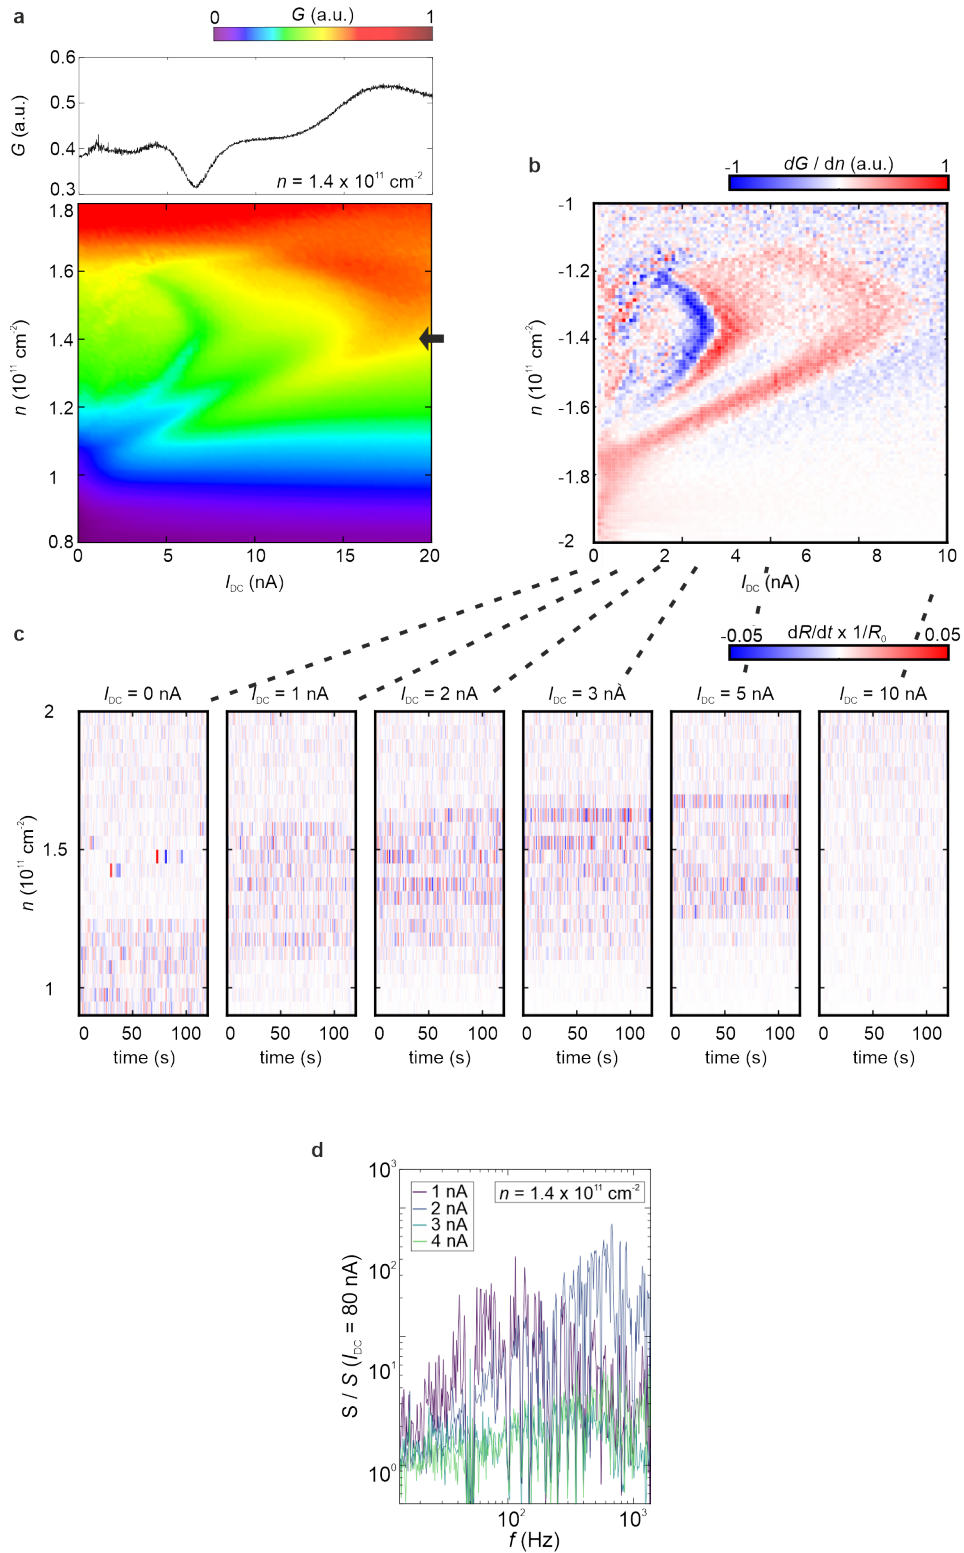 a
0 G (a.u.) 1
0.6
0.5
0.4
0.3
G (a.u.)
n = 1.4 x 10¹¹ cm⁻²
1.8
1.6
1.4
1.2
1
0.8
n (10¹¹ cm⁻²)
0 5 10 15 20
I_DC (nA)
b
-1 dG / dn (a.u.) 1
-1
-1.2
-1.4
-1.6
-1.8
-2
n (10¹¹ cm⁻²)
0 2 4 6 8 10
I_DC (nA)
c
-0.05 dR/dt x 1/R₀ 0.05
I_DC = 0 nA I_DC = 1 nA I_DC = 2 nA I_DC = 3 nA I_DC = 5 nA I_DC = 10 nA
2
1.5
1
n (10¹¹ cm⁻²)
0 50 100 0 50 100 0 50 100 0 50 100 0 50 100 0 50 100
time (s) time (s) time (s) time (s) time (s) time (s)
d
10³
10²
10¹
10⁰
S / S (I_DC = 80 nA)
1 nA
2 nA
3 nA
4 nA
n = 1.4 x 10¹¹ cm⁻²
10² 10³
f (Hz)